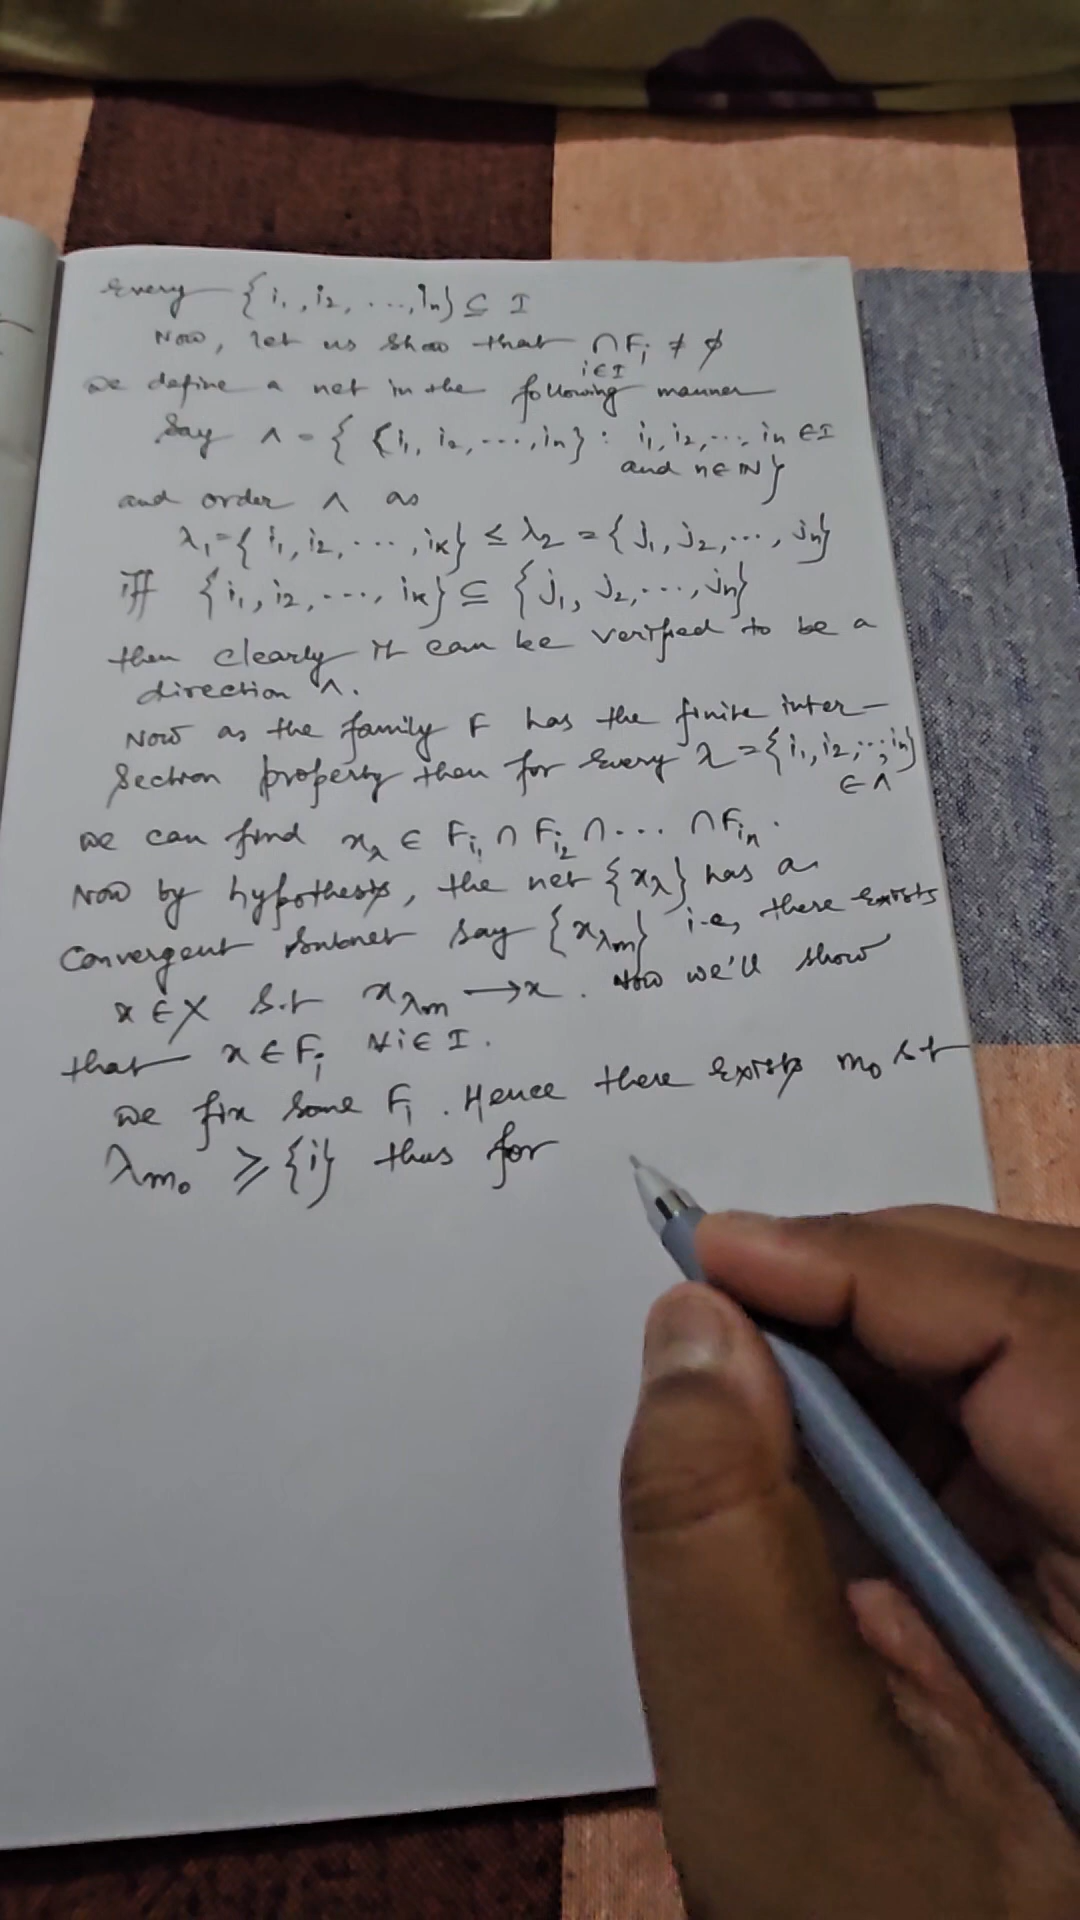 every {i₁, i₂, ..., iₙ} ⊆ I
Now, let us show that ∩ Fᵢ ≠ ∅
i∈I
we define a net in the following manner
Say Λ = { {i₁, i₂, ..., iₙ} : i₁, i₂, ..., iₙ ∈ I
and n ∈ ℕ}
and order Λ as
λ₁ = {i₁, i₂, ..., iₖ} ≤ λ₂ = {j₁, j₂, ..., jₙ}
iff {i₁, i₂, ..., iₖ} ⊆ {j₁, j₂, ..., jₙ}
then clearly it can be verified to be a
direction Λ.
Now as the family F has the finite inter-
section property then for every λ = {i₁, i₂, ..., iₙ}
∈ Λ
we can find x_λ ∈ F_{i₁} ∩ F_{i₂} ∩ ... ∩ F_{iₙ}.
Now by hypothesis, the net {x_λ} has a
Convergent subnet say {x_{λₘ}} i.e, there exists
x ∈ X s.t x_{λₘ} → x. Now we'll show
that x ∈ Fᵢ ∀ i ∈ I.
we fix some Fᵢ. Hence there exists m₀ st
λ_{m₀} ≥ {i} thus for